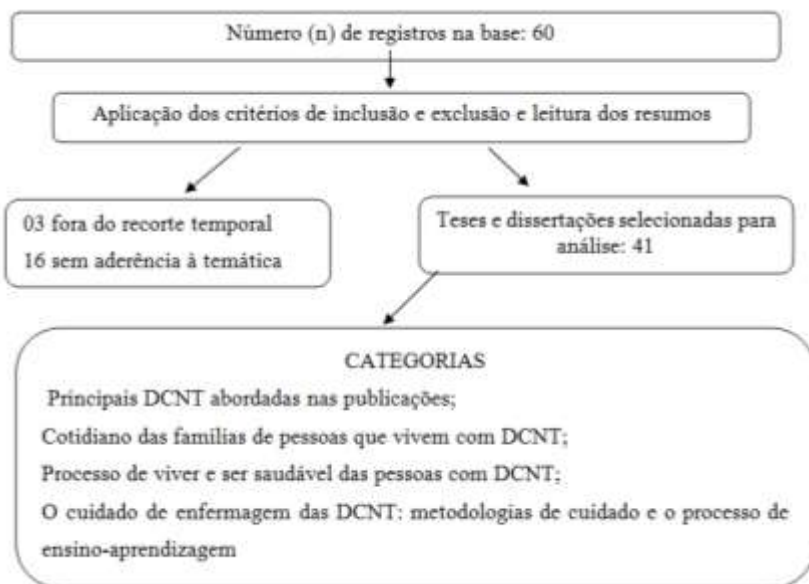 Número (n) de registros na base: 60
Aplicação dos critérios de inclusão e exclusão e leitura dos resumos
03 fora do recorte temporal
16 sem aderência à temática
Teses e dissertações selecionadas para
análise: 41
CATEGORIAS
Principais DCNT abordadas nas publicações;
Cotidiano das famílias de pessoas que vivem com DCNT;
Processo de viver e ser saudável das pessoas com DCNT;
O cuidado de enfermagem das DCNT: metodologias de cuidado e o processo de
ensino-aprendizagem